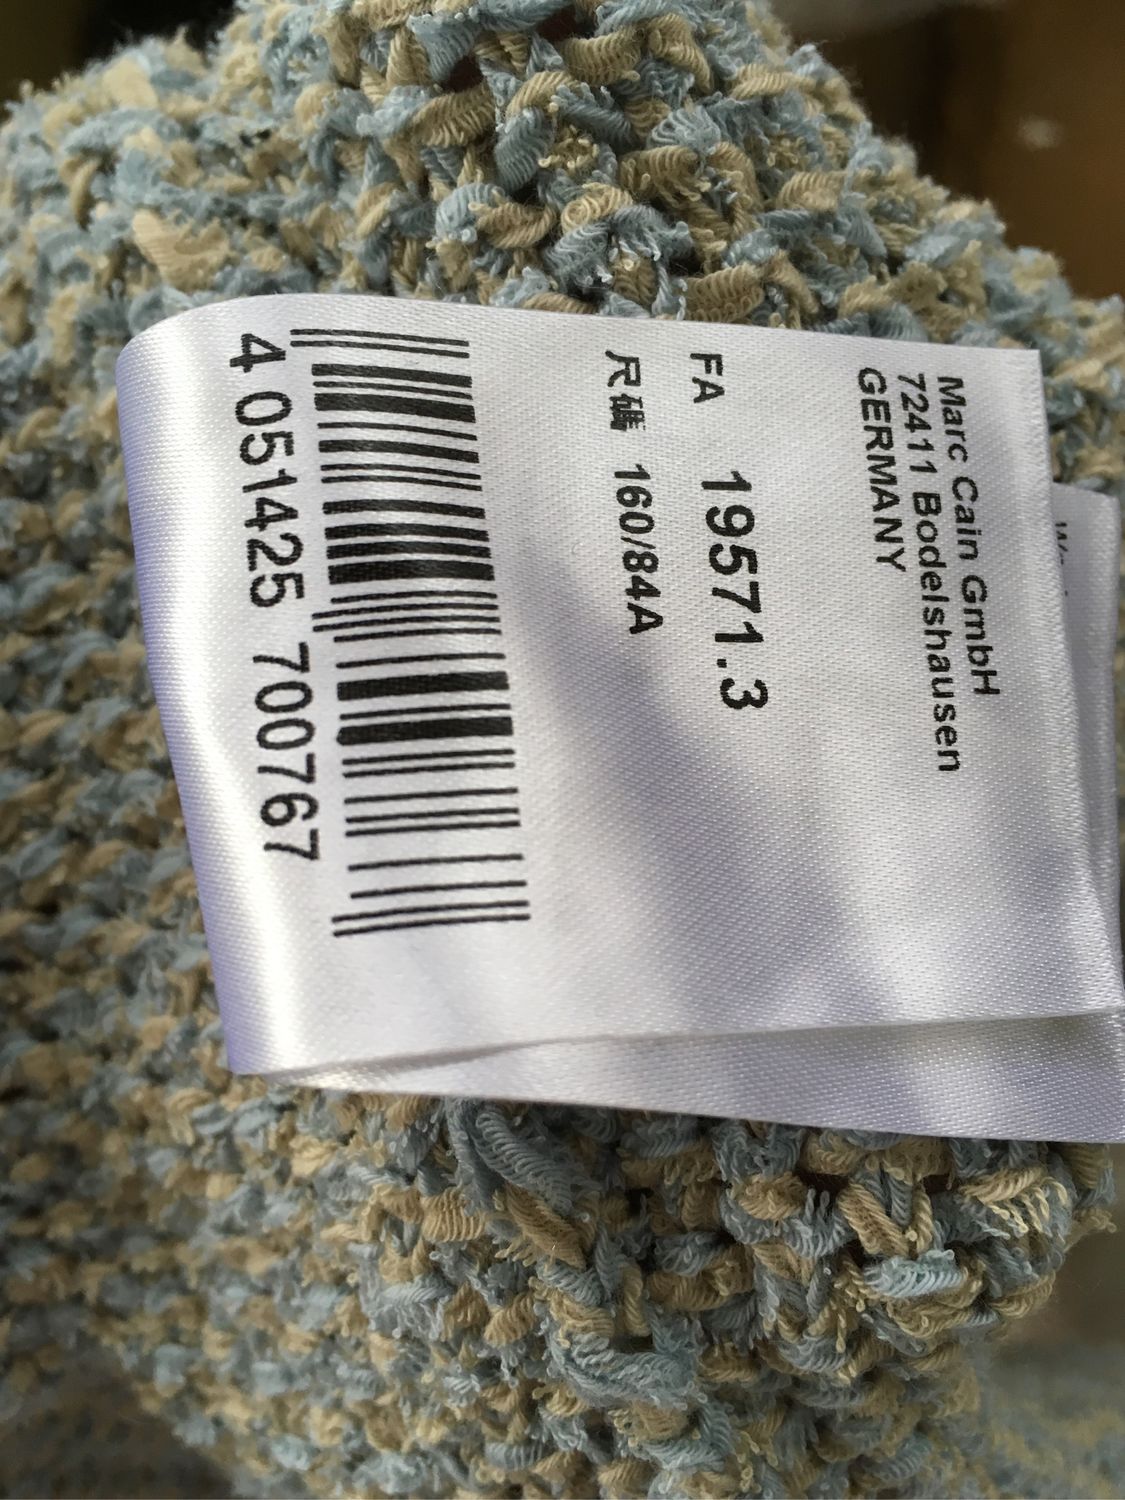 Marc Cain GmbH
72411 Bodelshausen
GERMANY
FA 19571.3
尺碼 160/84A
4 051425 700767